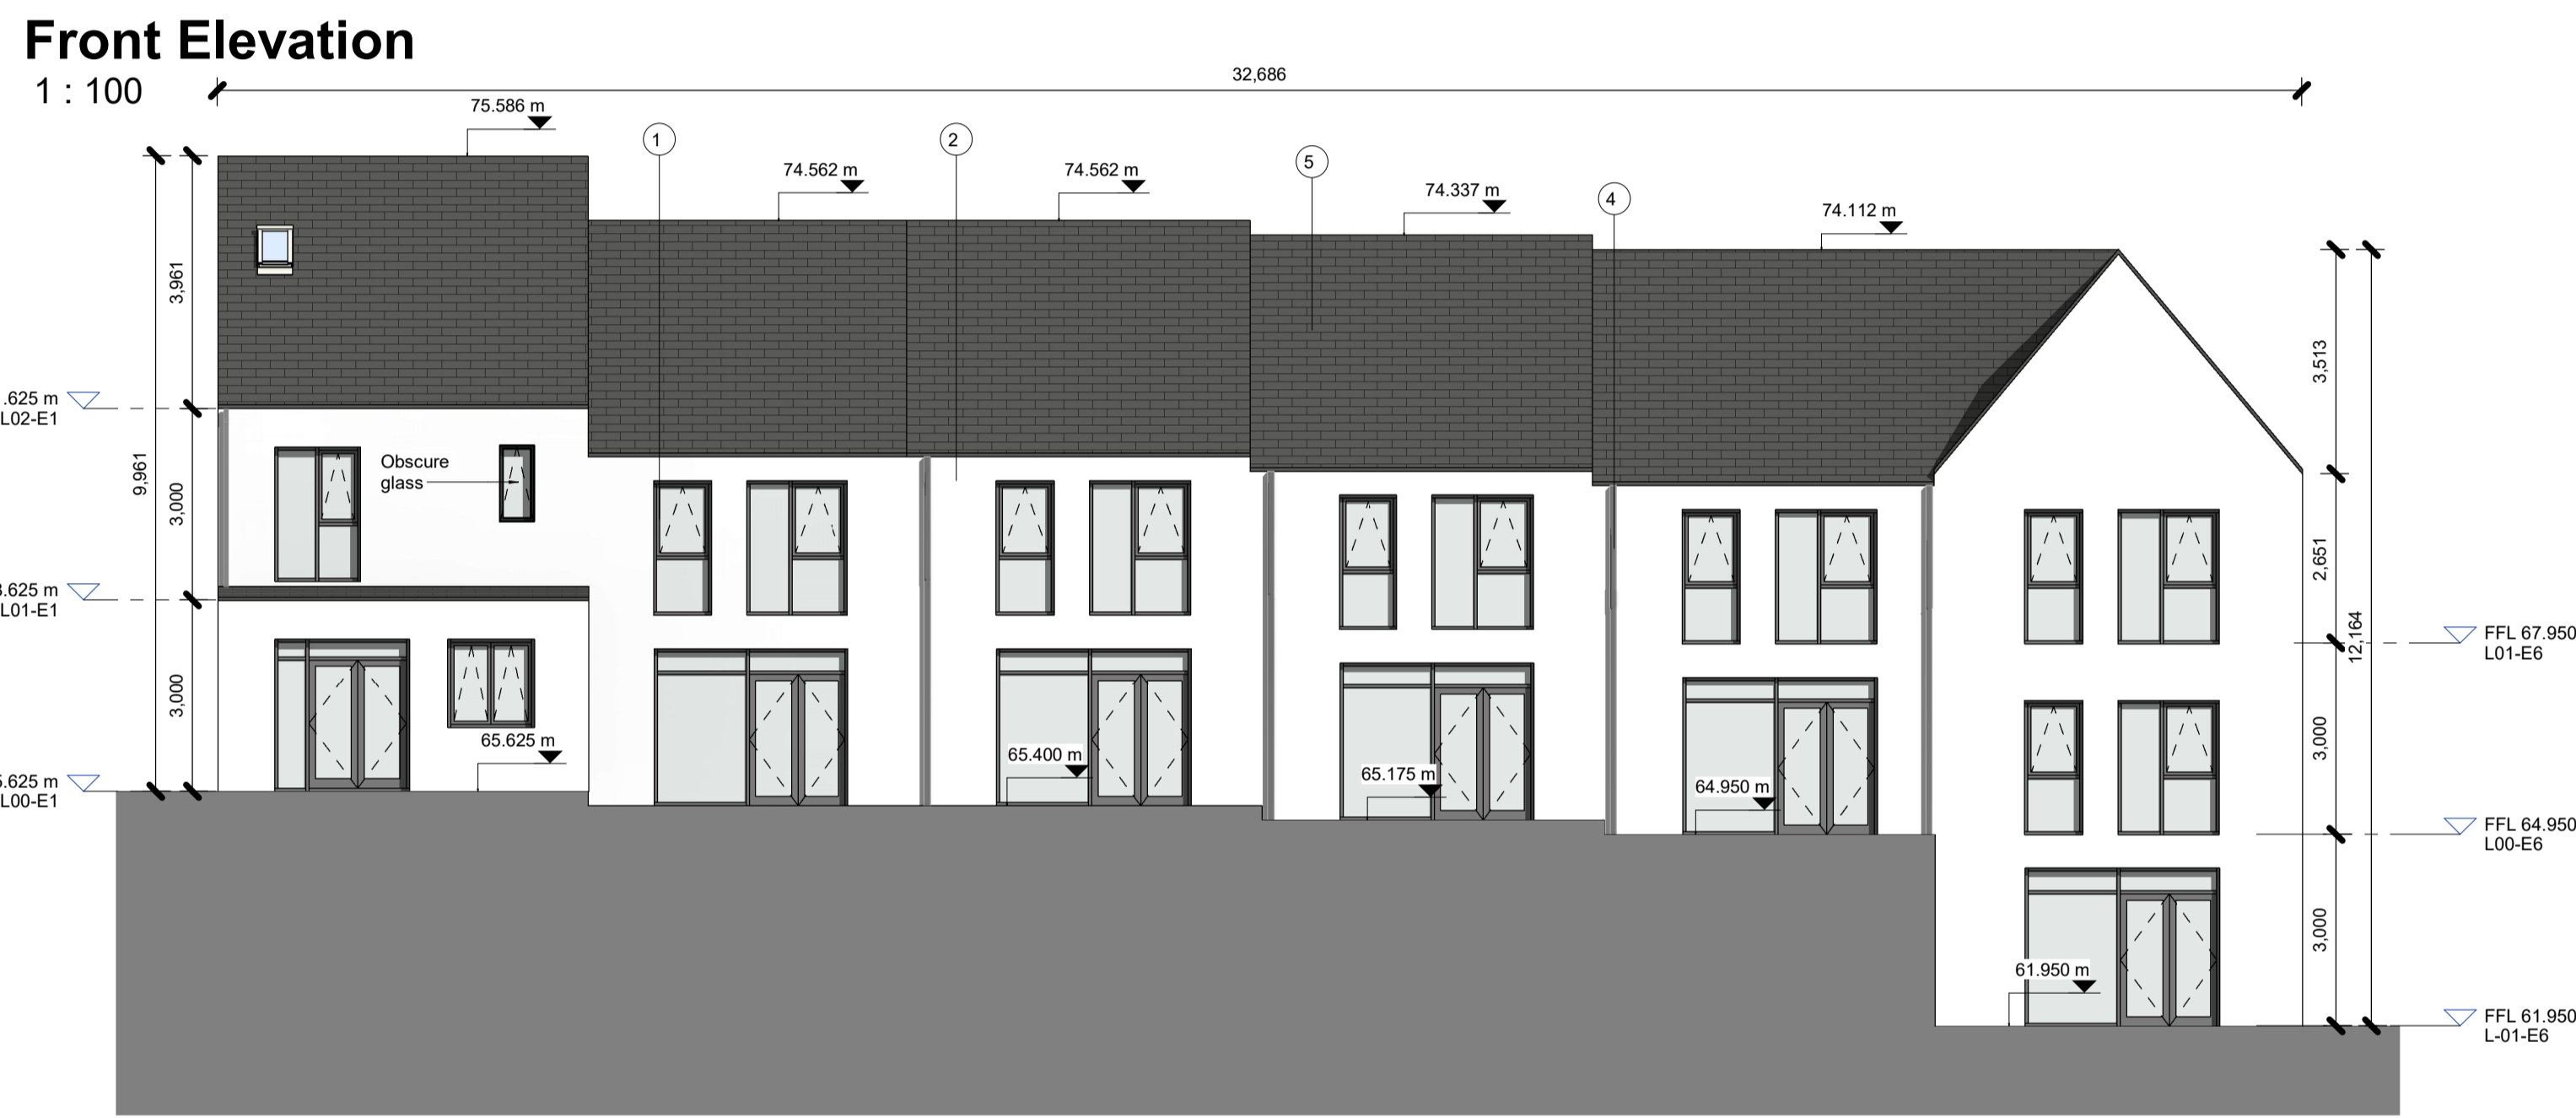 Front Elevation
1 : 100
32,686
75.586 m
1
2
5
4
74.562 m
74.562 m
74.337 m
74.112 m
3,961
3,513
.625 m
L02-E1
9,961
3,000
Obscure
glass
2,651
.625 m
L01-E1
12,164
FFL 67.950
L01-E6
3,000
3,000
65.625 m
65.400 m
65.175 m
64.950 m
.625 m
L00-E1
FFL 64.950
L00-E6
3,000
61.950 m
FFL 61.950
L-01-E6